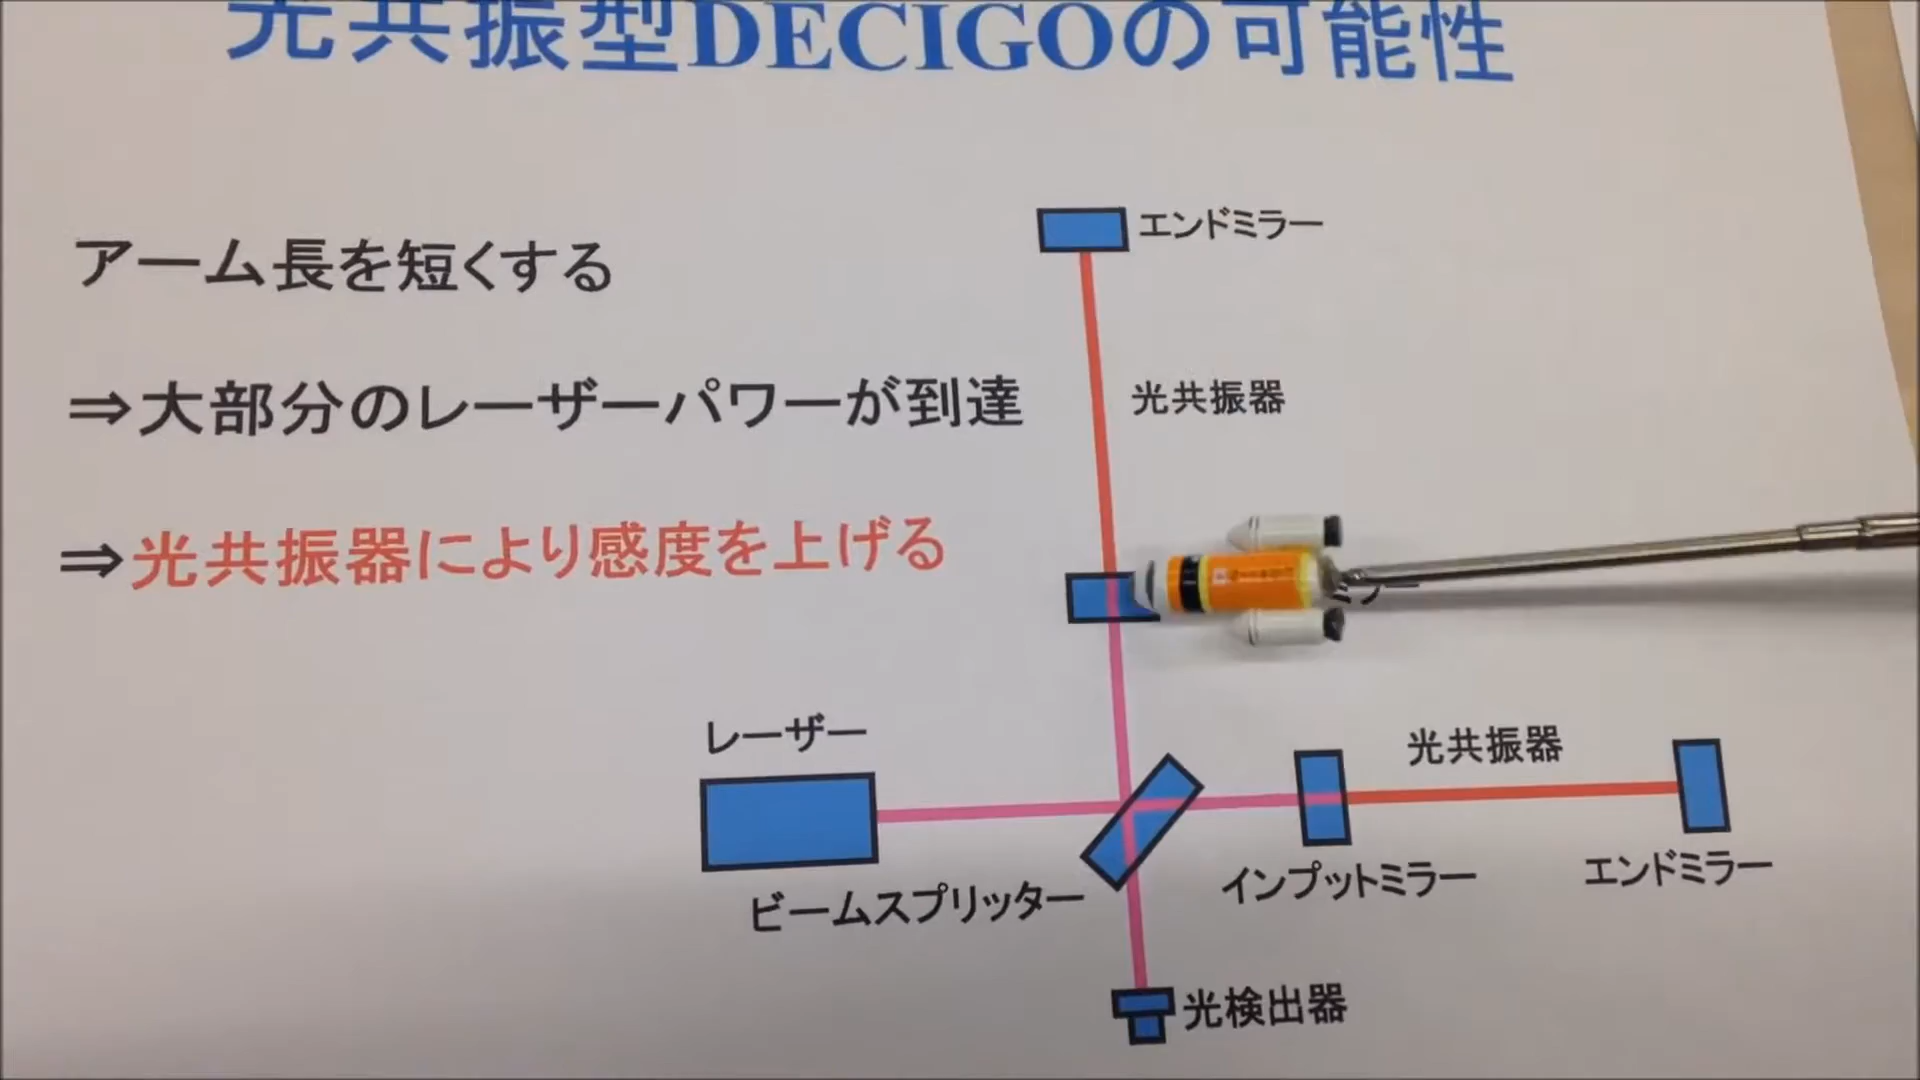 光共振型DECIGOの可能性
アーム長を短くする
⇒大部分のレーザーパワーが到達
⇒光共振器により感度を上げる
エンドミラー
光共振器
レーザー
ビームスプリッター
光共振器
インプットミラー
エンドミラー
光検出器